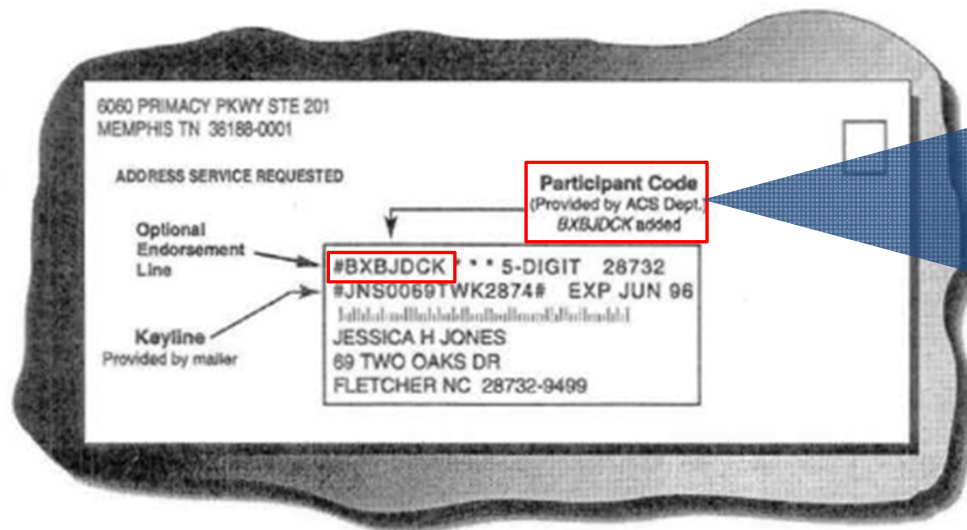 6060 PRIMACY PKWY STE 201
MEMPHIS TN 38188-0001
ADDRESS SERVICE REQUESTED
Participant Code
(Provided by ACS Dept.)
BXBJDCK added
Optional
Endorsement
Line
#BXBJDCK * * * 5-DIGIT 28732
#JNS0069TWK2874# EXP JUN 96
Keyline
Provided by mailer
JESSICA H JONES
69 TWO OAKS DR
FLETCHER NC 28732-9499